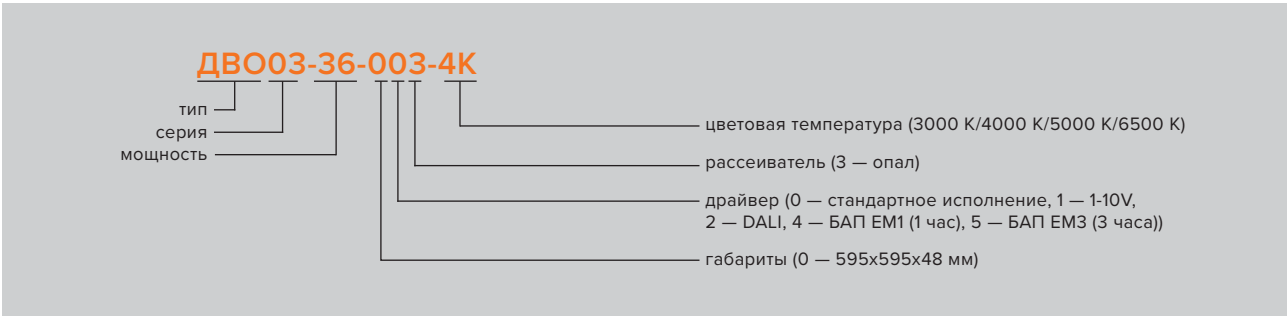 ДВО03-36-003-4К
тип
серия
мощность
цветовая температура (3000 К/4000 К/5000 К/6500 К)
рассеиватель (3 — опал)
драйвер (0 — стандартное исполнение, 1 — 1-10V,
2 — DALI, 4 — БАП ЕМ1 (1 час), 5 — БАП ЕМ3 (3 часа))
габариты (0 — 595х595х48 мм)